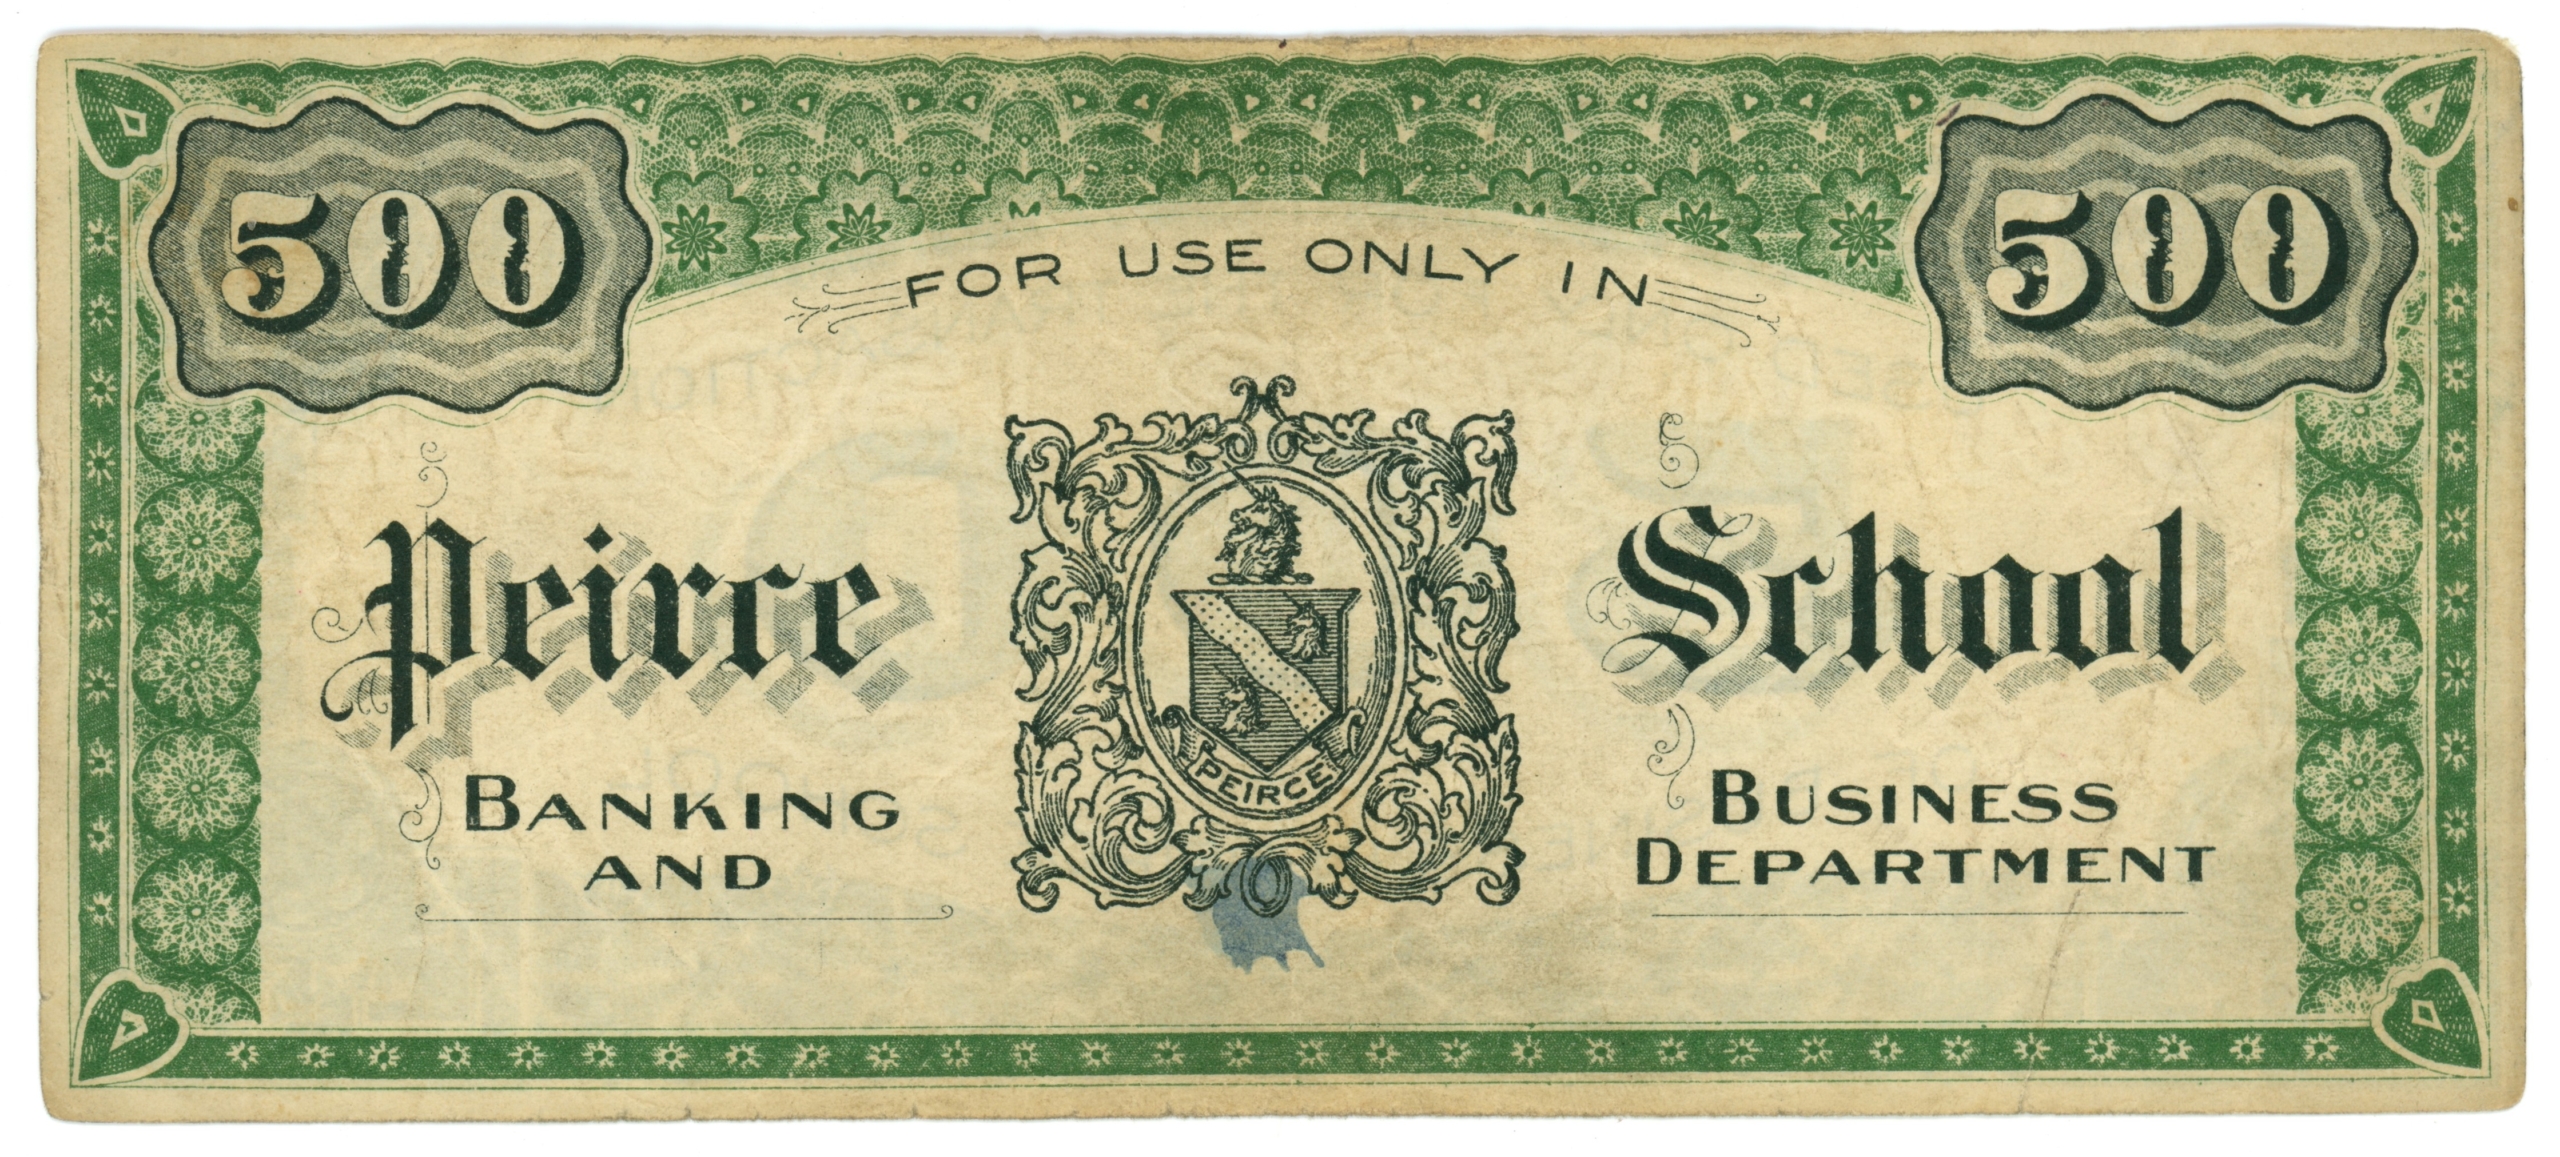 500
500
FOR USE ONLY IN
Peirce School
PEIRCE
BANKING
AND
BUSINESS
DEPARTMENT